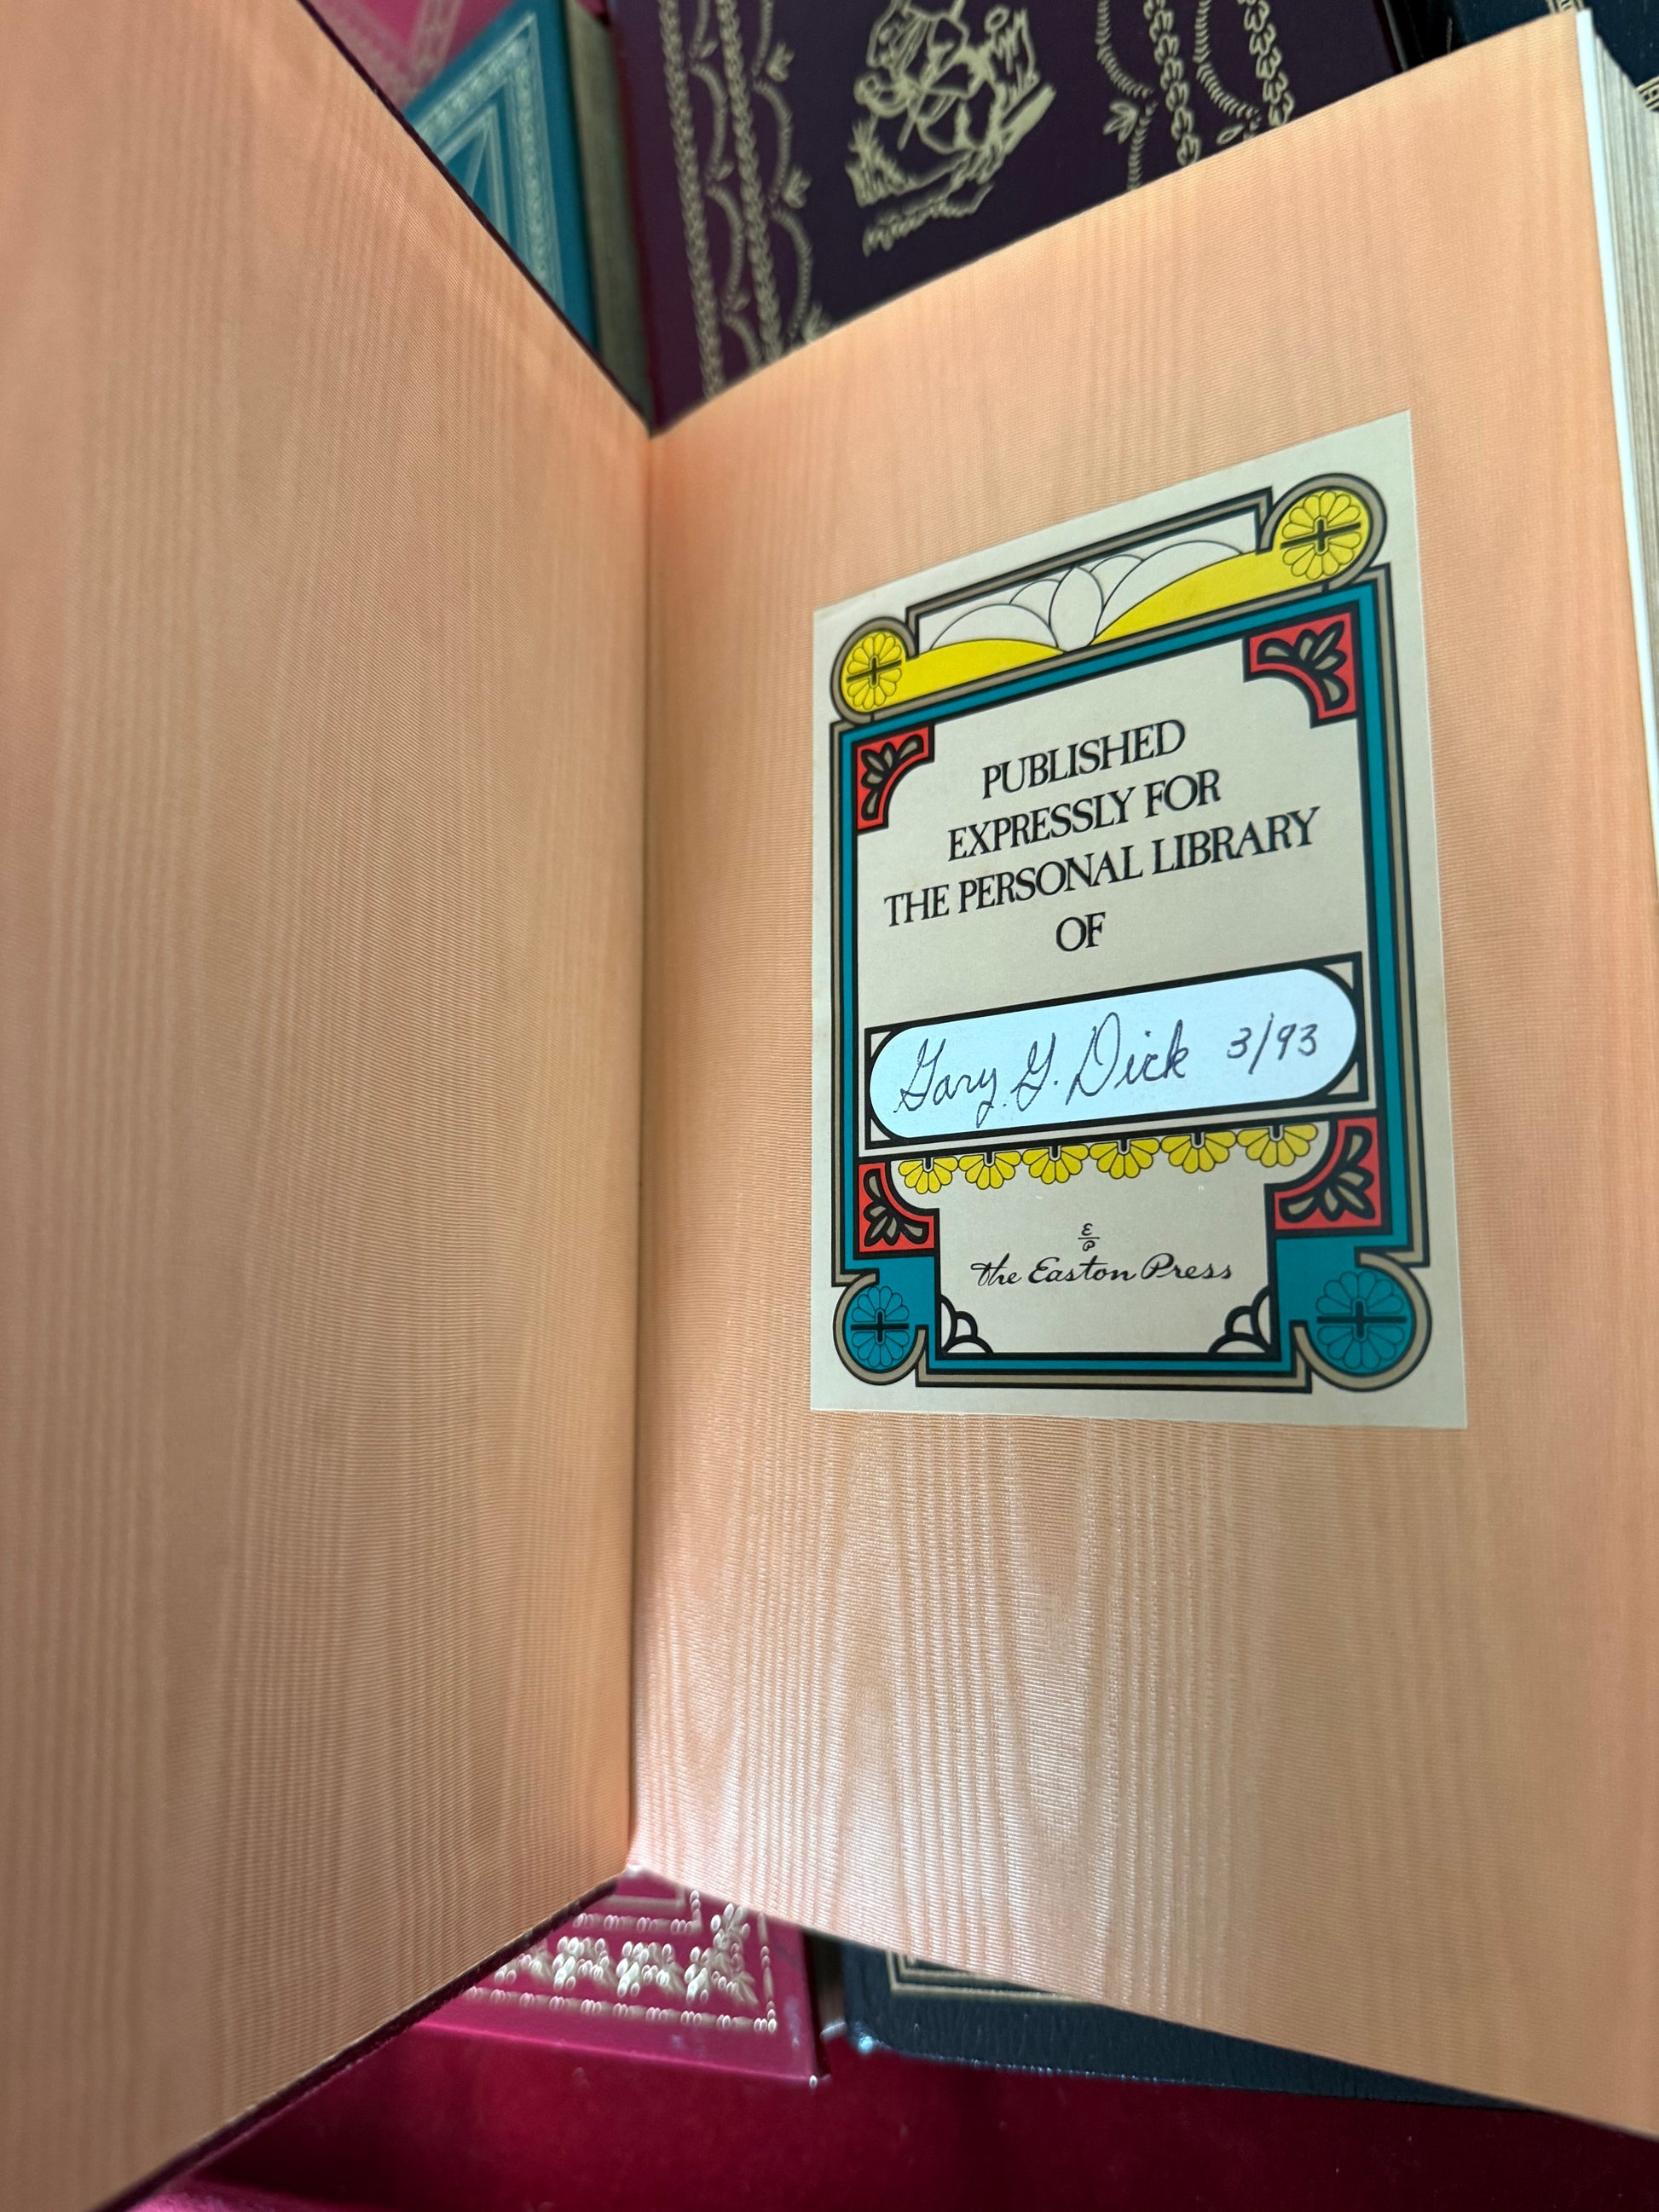 PUBLISHED
EXPRESSLY FOR
THE PERSONAL LIBRARY
OF
Gary G. Dick 3/93
E
P
The Easton Press